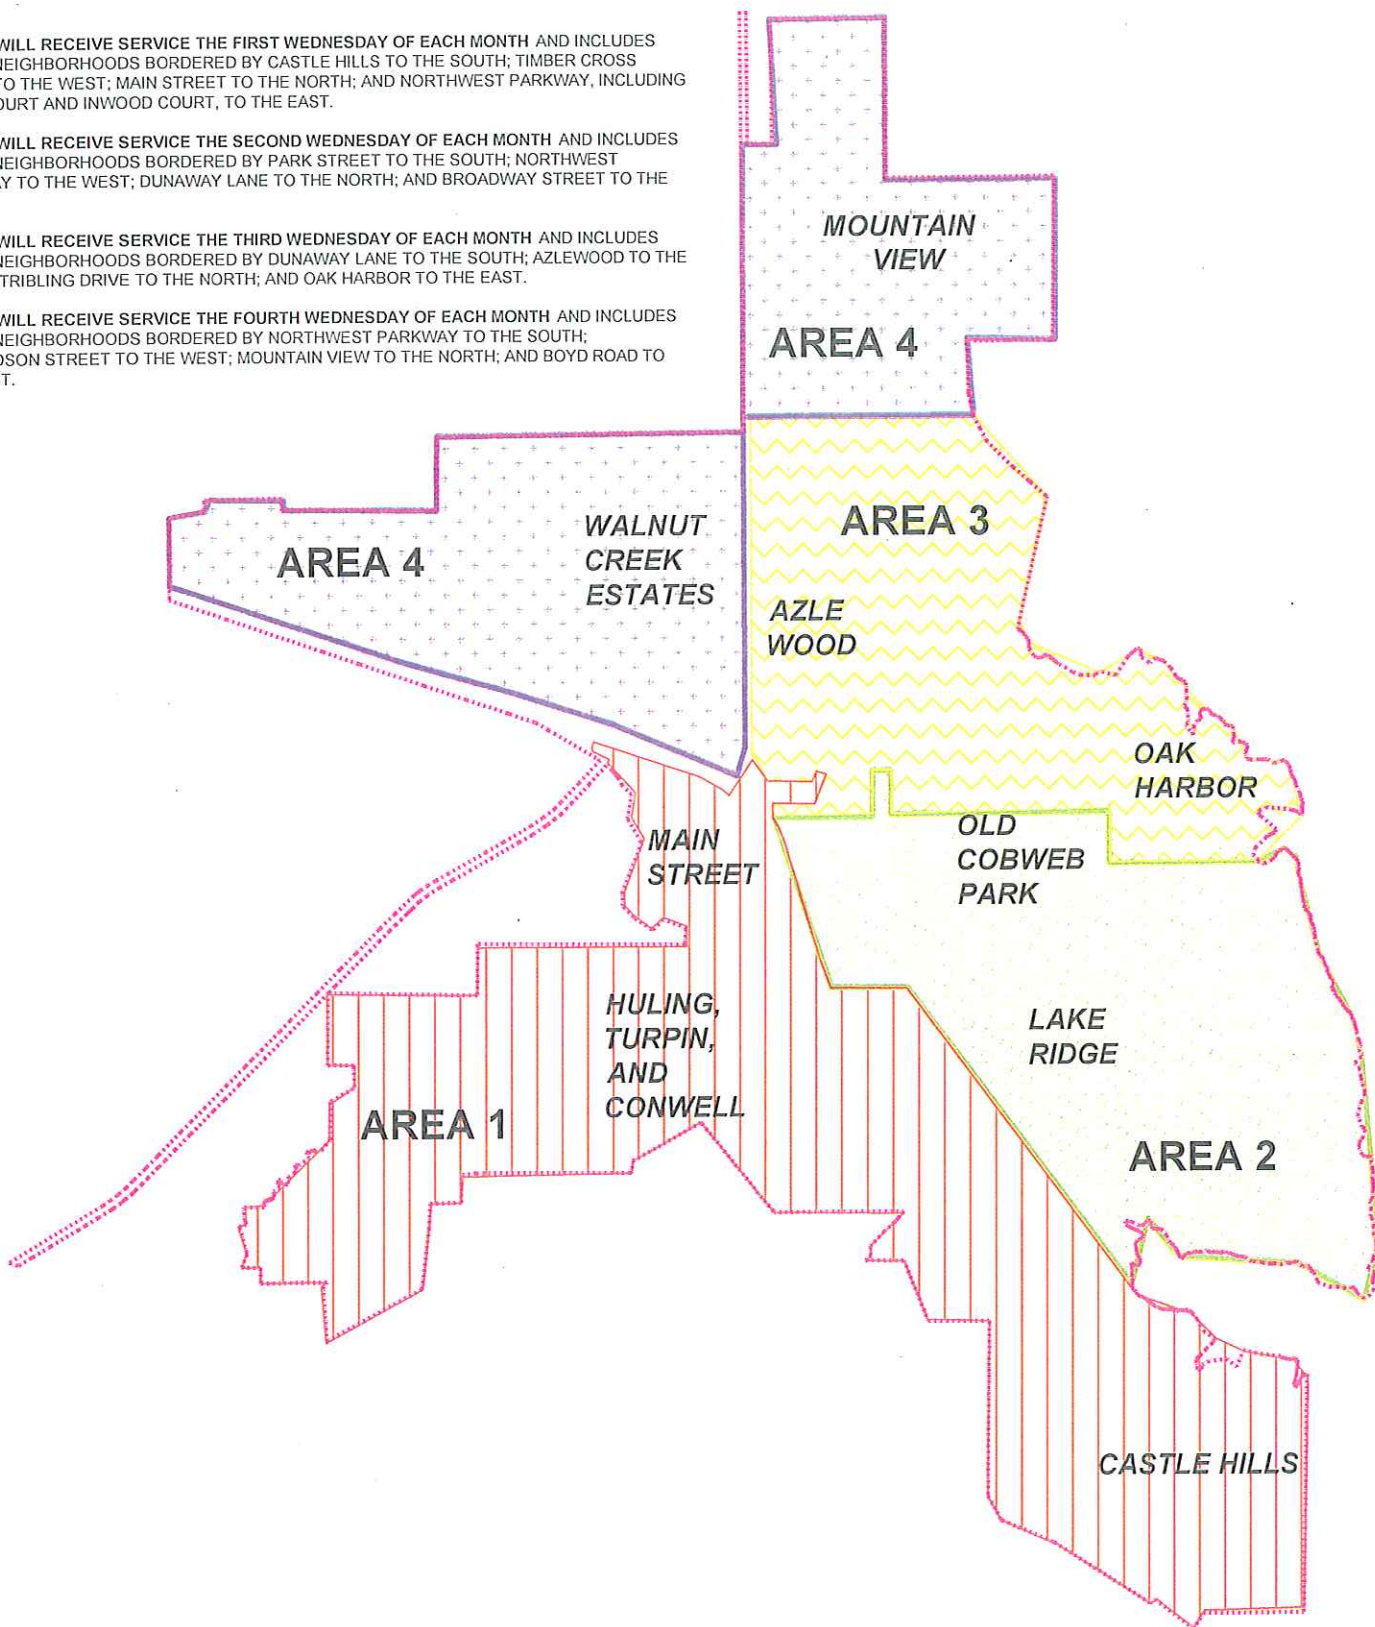 WILL RECEIVE SERVICE THE FIRST WEDNESDAY OF EACH MONTH AND INCLUDES
NEIGHBORHOODS BORDERED BY CASTLE HILLS TO THE SOUTH; TIMBER CROSS
TO THE WEST; MAIN STREET TO THE NORTH; AND NORTHWEST PARKWAY, INCLUDING
OURT AND INWOOD COURT, TO THE EAST.
WILL RECEIVE SERVICE THE SECOND WEDNESDAY OF EACH MONTH AND INCLUDES
NEIGHBORHOODS BORDERED BY PARK STREET TO THE SOUTH; NORTHWEST
AY TO THE WEST; DUNAWAY LANE TO THE NORTH; AND BROADWAY STREET TO THE
WILL RECEIVE SERVICE THE THIRD WEDNESDAY OF EACH MONTH AND INCLUDES
NEIGHBORHOODS BORDERED BY DUNAWAY LANE TO THE SOUTH; AZLEWOOD TO THE
TRIBLING DRIVE TO THE NORTH; AND OAK HARBOR TO THE EAST.
WILL RECEIVE SERVICE THE FOURTH WEDNESDAY OF EACH MONTH AND INCLUDES
NEIGHBORHOODS BORDERED BY NORTHWEST PARKWAY TO THE SOUTH;
DSON STREET TO THE WEST; MOUNTAIN VIEW TO THE NORTH; AND BOYD ROAD TO
T.
MOUNTAIN
VIEW
AREA 4
WALNUT
CREEK
ESTATES
AREA 4
AREA 3
AZLE
WOOD
OAK
HARBOR
OLD
COBWEB
PARK
MAIN
STREET
HULING,
TURPIN,
AND
CONWELL
LAKE
RIDGE
AREA 1
AREA 2
CASTLE HILLS